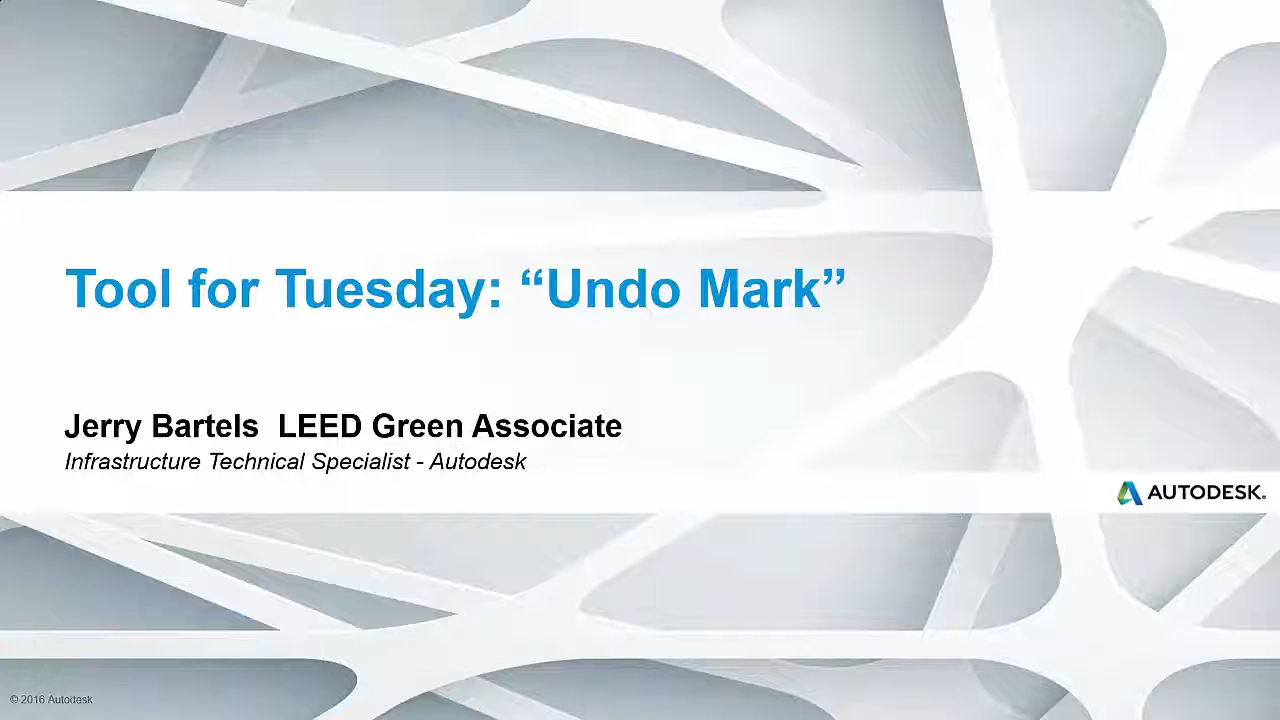 Tool for Tuesday: “Undo Mark”
Jerry Bartels  LEED Green Associate
Infrastructure Technical Specialist - Autodesk
AUTODESK®
© 2016 Autodesk